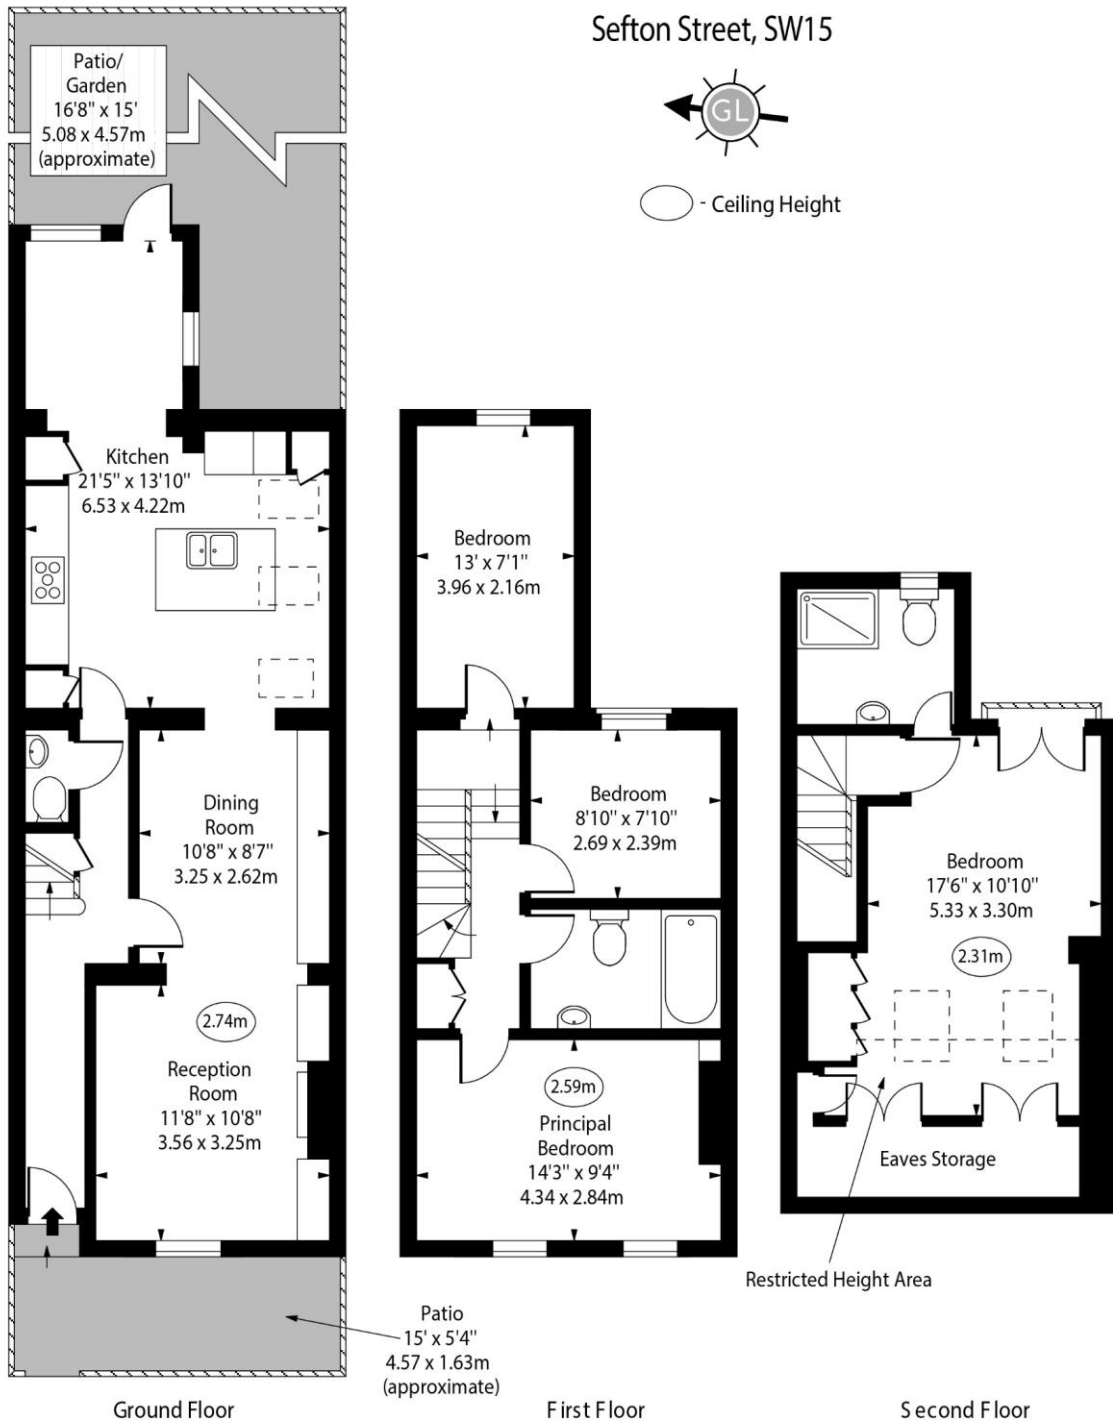 Sefton Street, SW15
GL
- Ceiling Height
Patio/
Garden
16'8" x 15'
5.08 x 4.57m
(approximate)
Kitchen
21'5" x 13'10"
6.53 x 4.22m
Dining
Room
10'8" x 8'7"
3.25 x 2.62m
2.74m
Reception
Room
11'8" x 10'8"
3.56 x 3.25m
Patio
15' x 5'4"
4.57 x 1.63m
(approximate)
Ground Floor
Bedroom
13' x 7'1"
3.96 x 2.16m
Bedroom
8'10" x 7'10"
2.69 x 2.39m
2.59m
Principal
Bedroom
14'3" x 9'4"
4.34 x 2.84m
First Floor
Bedroom
17'6" x 10'10"
5.33 x 3.30m
2.31m
Eaves Storage
Restricted Height Area
Second Floor